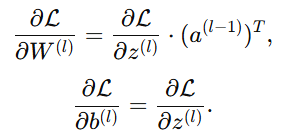 ∂ℒ/∂W⁽ˡ⁾ = ∂ℒ/∂z⁽ˡ⁾ · (a⁽ˡ⁻¹⁾)ᵀ,
∂ℒ/∂b⁽ˡ⁾ = ∂ℒ/∂z⁽ˡ⁾.